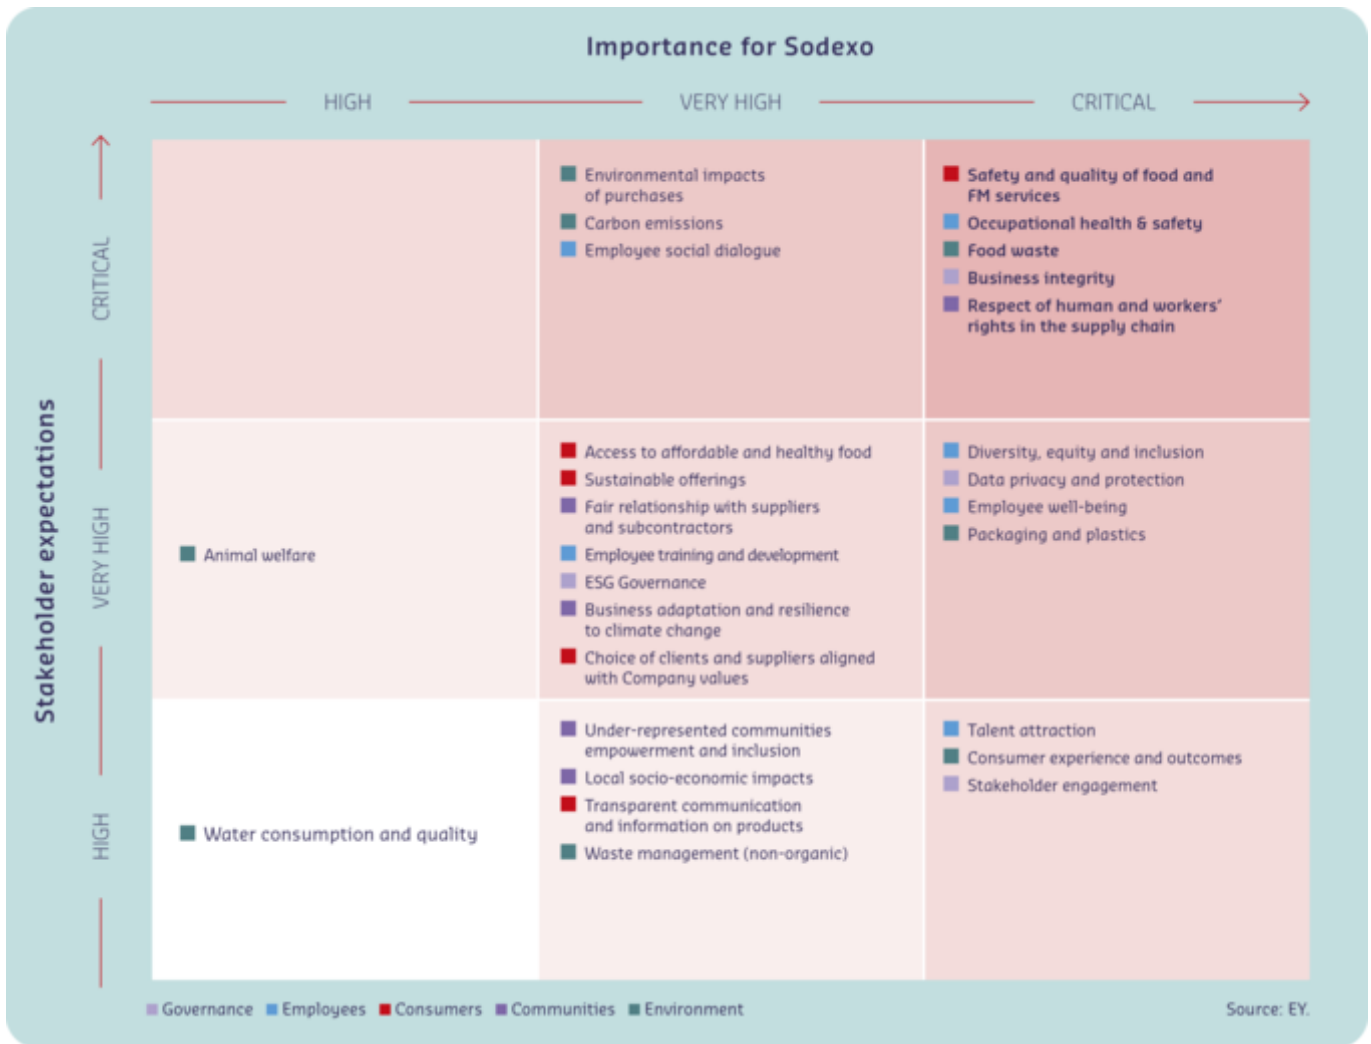 Importance for Sodexo
HIGH
VERY HIGH
CRITICAL
Stakeholder expectations
CRITICAL
Environmental impacts
of purchases
Carbon emissions
Employee social dialogue
Safety and quality of food and
FM services
Occupational health & safety
Food waste
Business integrity
Respect of human and workers'
rights in the supply chain
VERY HIGH
Animal welfare
Access to affordable and healthy food
Sustainable offerings
Fair relationship with suppliers
and subcontractors
Employee training and development
ESG Governance
Business adaptation and resilience
to climate change
Choice of clients and suppliers aligned
with Company values
Diversity, equity and inclusion
Data privacy and protection
Employee well-being
Packaging and plastics
HIGH
Water consumption and quality
Under-represented communities
empowerment and inclusion
Local socio-economic impacts
Transparent communication
and information on products
Waste management (non-organic)
Talent attraction
Consumer experience and outcomes
Stakeholder engagement
Governance Employees Consumers Communities Environment
Source: EY.